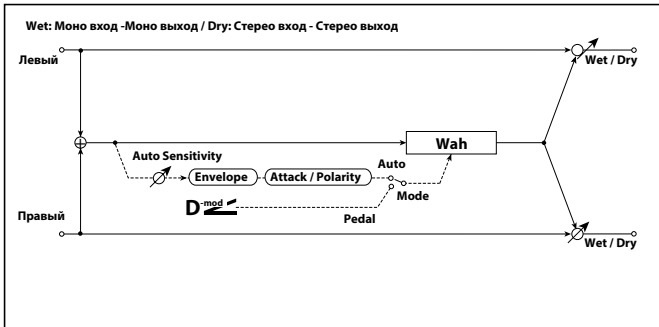 Wet: Моно вход -Моно выход / Dry: Стерео вход - Стерео выход
Левый
Wet / Dry
Wah
Auto Sensitivity
Auto
Envelope
Attack / Polarity
Mode
D-mod
Pedal
Правый
Wet / Dry